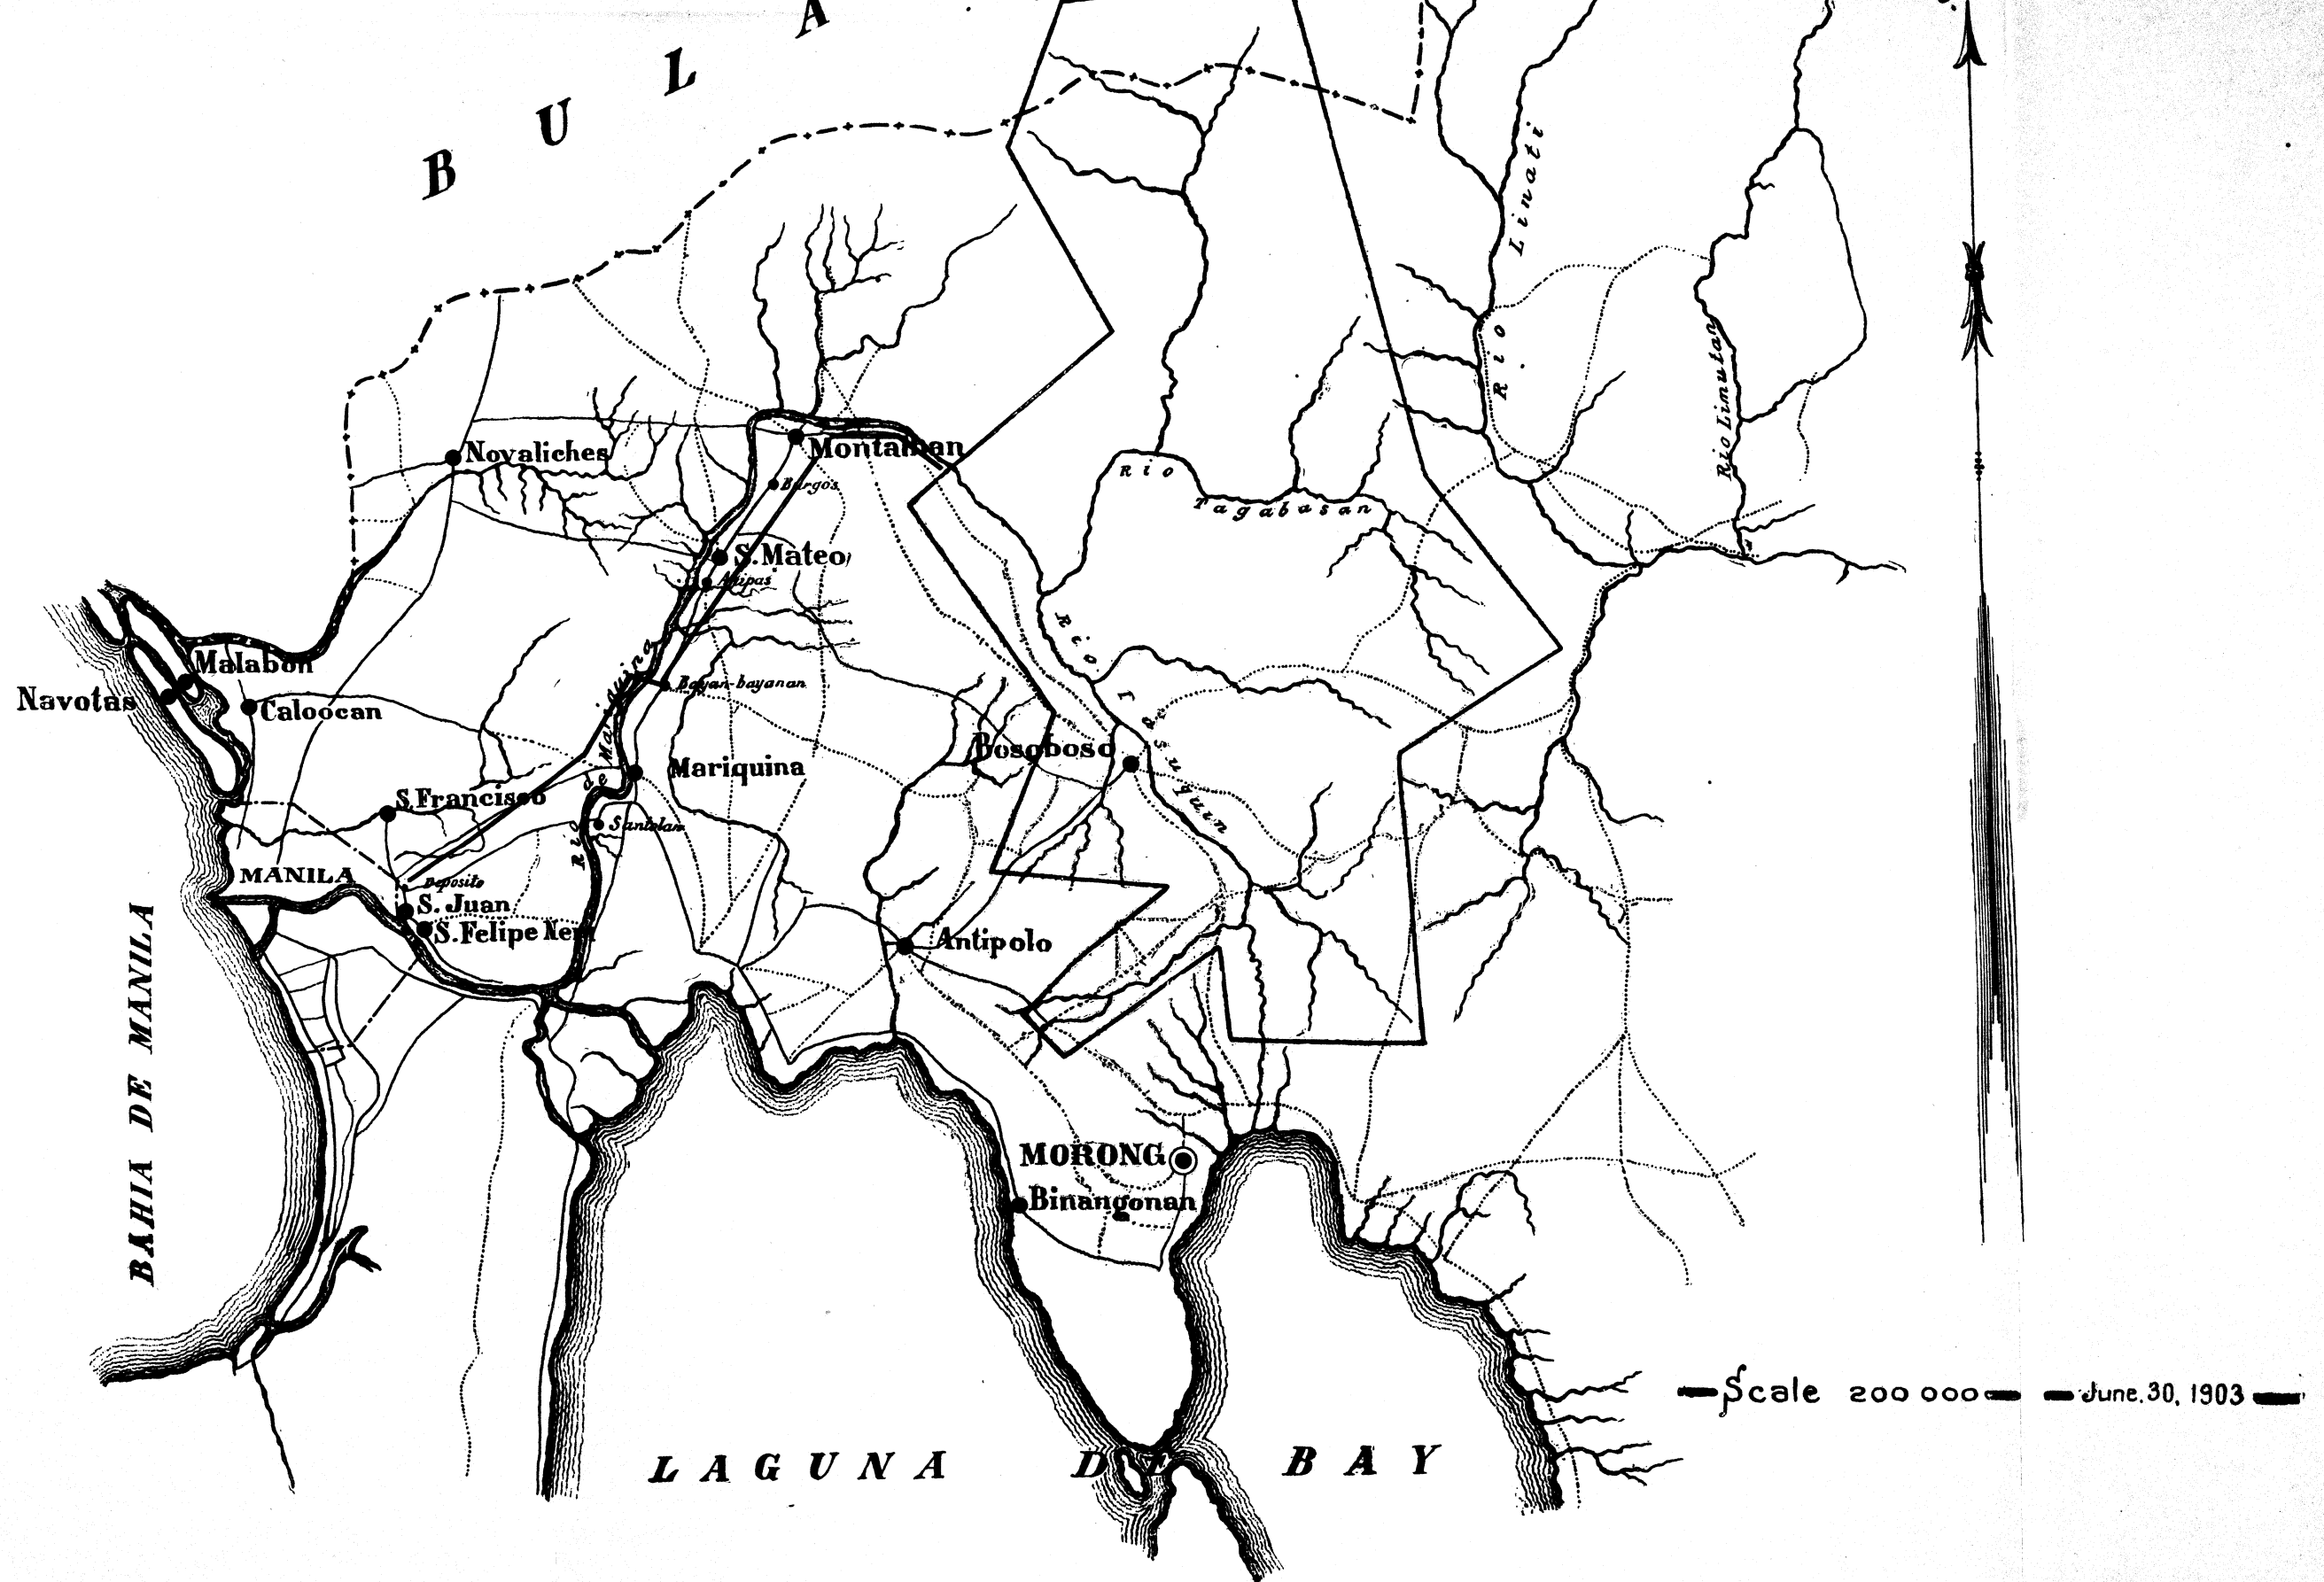 B U L A
Rio Linati
Rio Limutan
Novaliches
Montalban
Burgos
Rio
Tagabasan
S. Mateo
Rio
Malabon
Navotas
Caloocan
Bayan-bayanan
Rio de Mariquina
Bosoboso
Mariquina
S. Francisco
Santolan
MANILA
Deposito
S. Juan
S. Felipe Neri
Antipolo
BAHIA DE MANILA
MORONG
Binangonan
Scale 200 000 June. 30, 1903
LAGUNA DE BAY